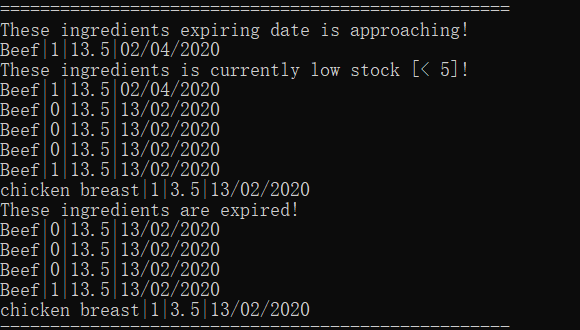 ===================================================
These ingredients expiring date is approaching!
Beef|1|13.5|02/04/2020
These ingredients is currently low stock [< 5]!
Beef|1|13.5|02/04/2020
Beef|0|13.5|13/02/2020
Beef|0|13.5|13/02/2020
Beef|0|13.5|13/02/2020
Beef|1|13.5|13/02/2020
chicken breast|1|3.5|13/02/2020
These ingredients are expired!
Beef|0|13.5|13/02/2020
Beef|0|13.5|13/02/2020
Beef|0|13.5|13/02/2020
Beef|1|13.5|13/02/2020
chicken breast|1|3.5|13/02/2020
===================================================